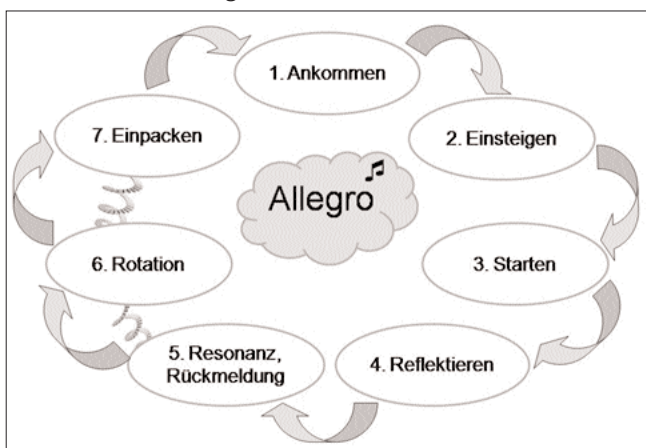 1. Ankommen
2. Einsteigen
3. Starten
4. Reflektieren
5. Resonanz,
Rückmeldung
6. Rotation
7. Einpacken
Allegro